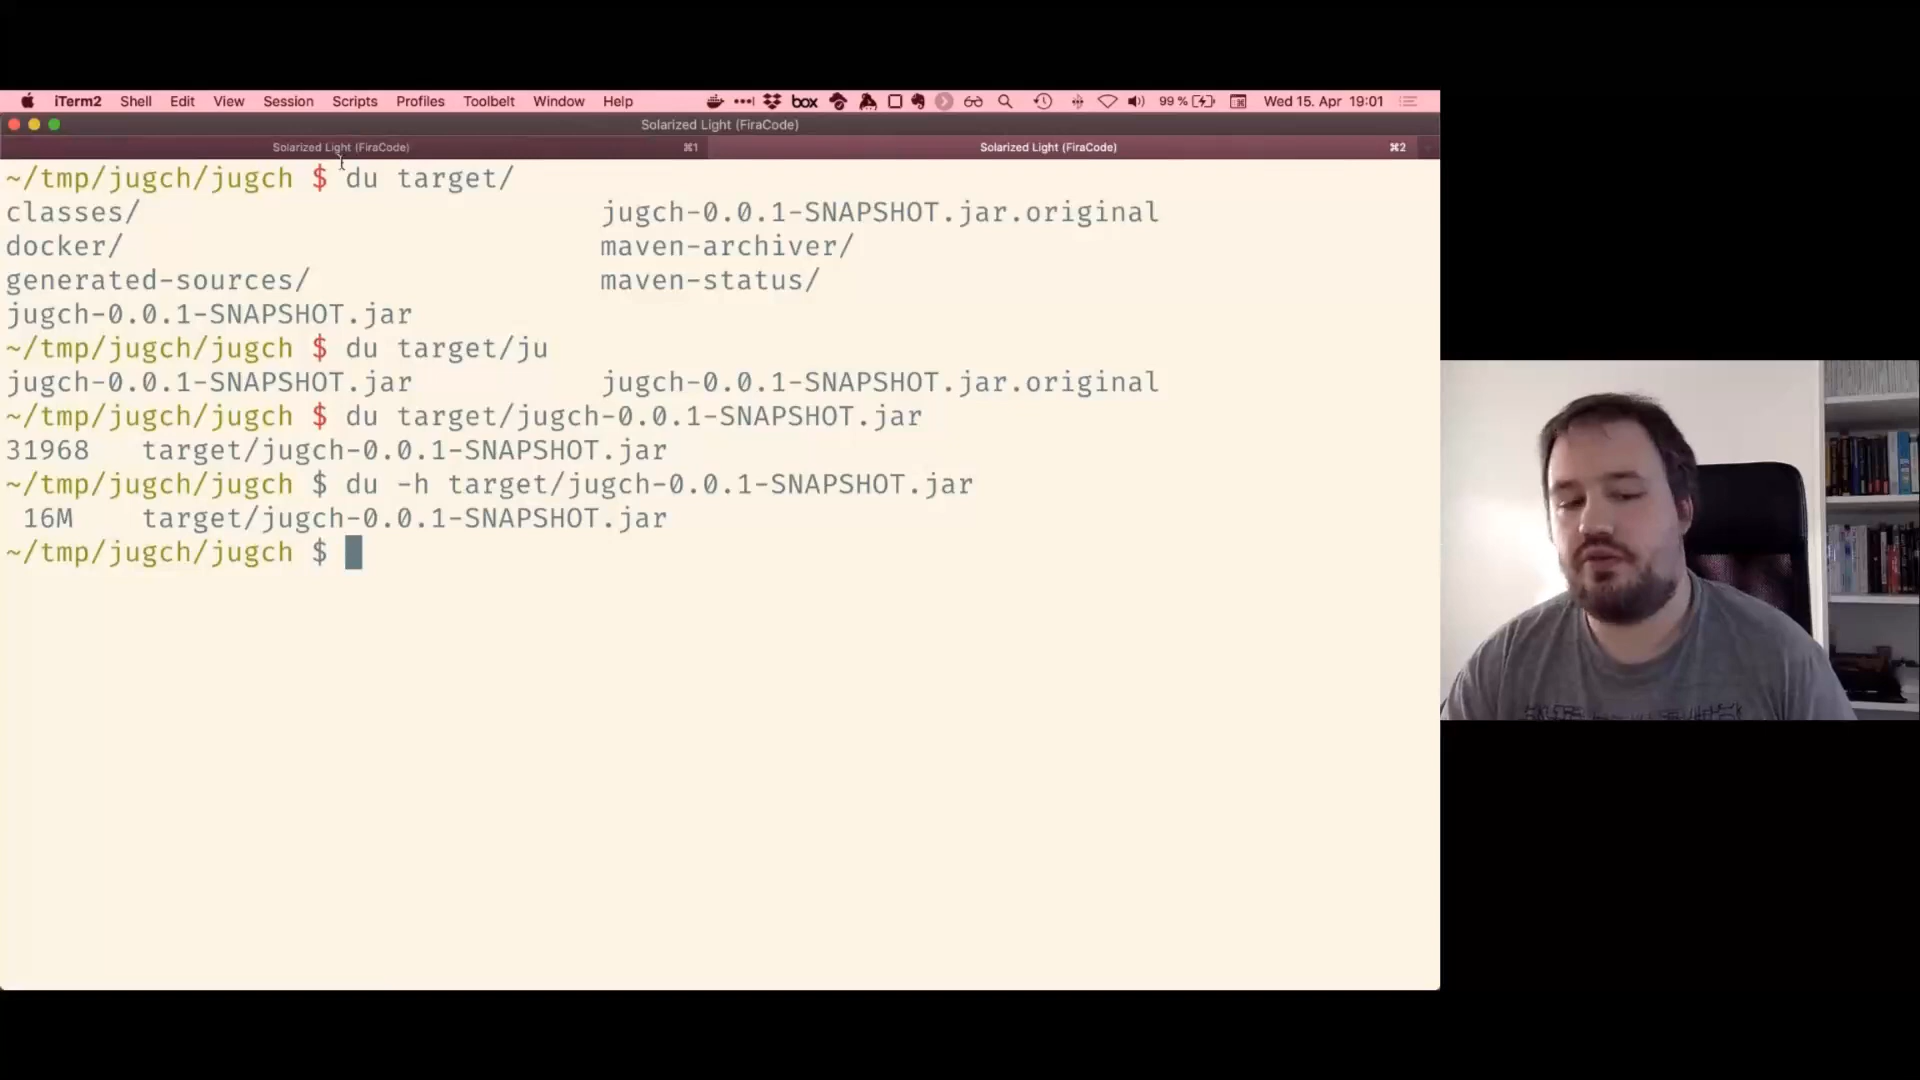 iTerm2 Shell Edit View Session Scripts Profiles Toolbelt Window Help box 99 % Wed 15. Apr 19:01
Solarized Light (FiraCode)
Solarized Light (FiraCode) ⌘1 Solarized Light (FiraCode) ⌘2
~/tmp/jugch/jugch $ du target/
classes/ jugch-0.0.1-SNAPSHOT.jar.original
docker/ maven-archiver/
generated-sources/ maven-status/
jugch-0.0.1-SNAPSHOT.jar
~/tmp/jugch/jugch $ du target/ju
jugch-0.0.1-SNAPSHOT.jar jugch-0.0.1-SNAPSHOT.jar.original
~/tmp/jugch/jugch $ du target/jugch-0.0.1-SNAPSHOT.jar
31968 target/jugch-0.0.1-SNAPSHOT.jar
~/tmp/jugch/jugch $ du -h target/jugch-0.0.1-SNAPSHOT.jar
16M target/jugch-0.0.1-SNAPSHOT.jar
~/tmp/jugch/jugch $